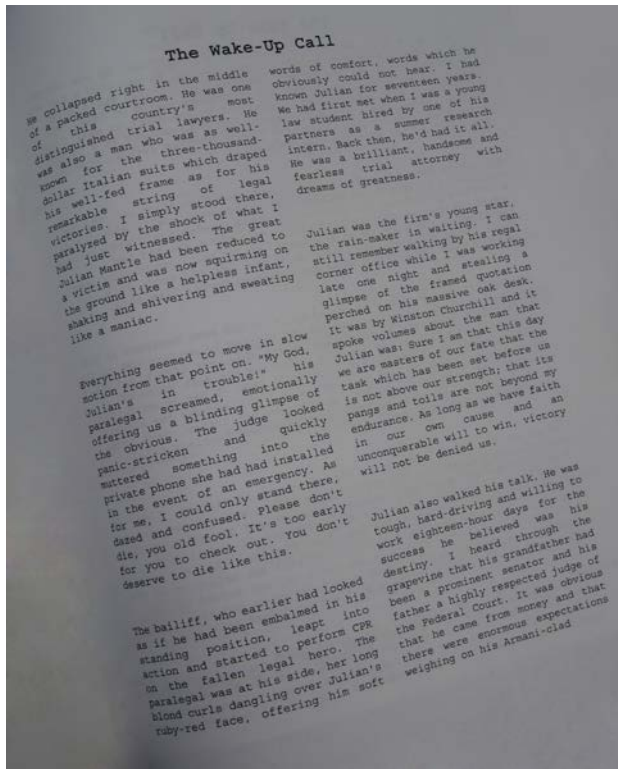 The Wake-Up Call
He collapsed right in the middle
of a packed courtroom. He was one
of this country's most
distinguished trial lawyers. He
was also a man who was as well-
known for the three-thousand-
dollar Italian suits which draped
his well-fed frame as for his
remarkable string of legal
victories. I simply stood there,
paralyzed by the shock of what I
had just witnessed. The great
Julian Mantle had been reduced to
a victim and was now squirming on
the ground like a helpless infant,
shaking and shivering and sweating
like a maniac.
Everything seemed to move in slow
motion from that point on. "My God,
Julian's in trouble!" his
paralegal screamed, emotionally
offering us a blinding glimpse of
the obvious. The judge looked
panic-stricken and quickly
muttered something into the
private phone she had had installed
in the event of an emergency. As
for me, I could only stand there,
dazed and confused. Please don't
die, you old fool. It's too early
for you to check out. You don't
deserve to die like this.
The bailiff, who earlier had looked
as if he had been embalmed in his
standing position, leapt into
action and started to perform CPR
on the fallen legal hero. The
paralegal was at his side, her long
blond curls dangling over Julian's
ruby-red face, offering him soft
words of comfort, words which he
obviously could not hear. I had
known Julian for seventeen years.
We had first met when I was a young
law student hired by one of his
partners as a summer research
intern. Back then, he'd had it all.
He was a brilliant, handsome and
fearless trial attorney with
dreams of greatness.
Julian was the firm's young star,
the rain-maker in waiting. I can
still remember walking by his regal
corner office while I was working
late one night and stealing a
glimpse of the framed quotation
perched on his massive oak desk.
It was by Winston Churchill and it
spoke volumes about the man that
Julian was: Sure I am that this day
we are masters of our fate that the
task which has been set before us
is not above our strength; that its
pangs and toils are not beyond my
endurance. As long as we have faith
in our own cause and an
unconquerable will to win, victory
will not be denied us.
Julian also walked his talk. He was
tough, hard-driving and willing to
work eighteen-hour days for the
success he believed was his
destiny. I heard through the
grapevine that his grandfather had
been a prominent senator and his
father a highly respected judge of
the Federal Court. It was obvious
that he came from money and that
there were enormous expectations
weighing on his Armani-clad